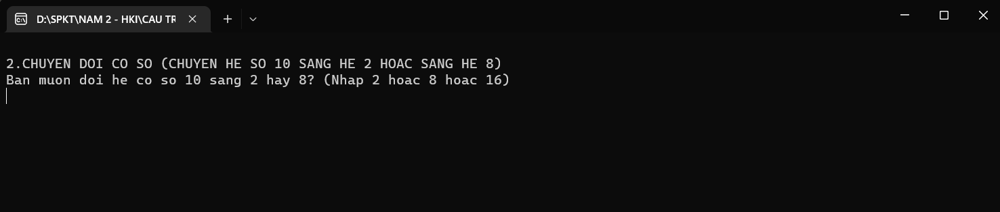 D:\SPKT\NAM 2 - HKI\CAU TR
2.CHUYEN DOI CO SO (CHUYEN HE SO 10 SANG HE 2 HOAC SANG HE 8)
Ban muon doi he co so 10 sang 2 hay 8? (Nhap 2 hoac 8 hoac 16)